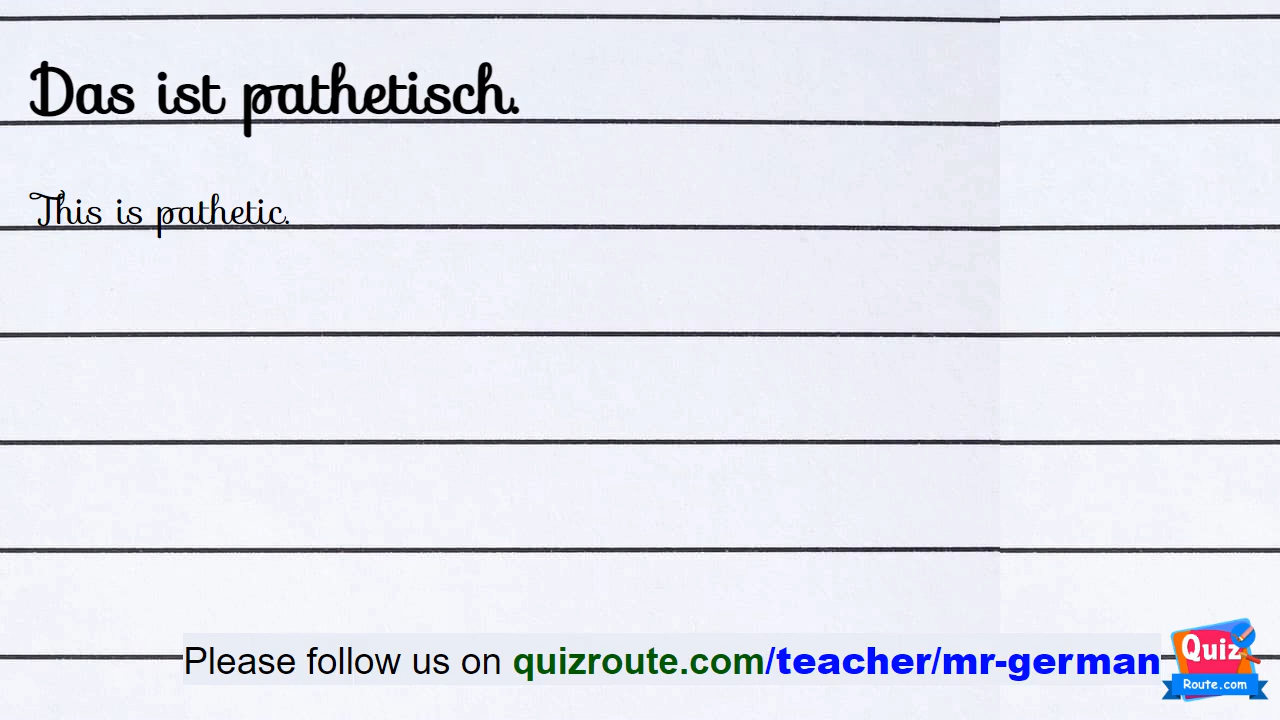 Das ist pathetisch.
This is pathetic.
Please follow us on quizroute.com/teacher/mr-german
Quiz
Route.com